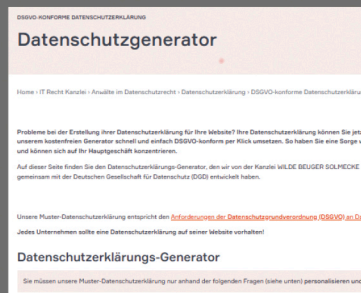 DSGVO-KONFORME DATENSCHUTZERKLÄRUNG
Datenschutzgenerator
Home › IT Recht Kanzlei › Anwälte im Datenschutzrecht › Datenschutzerklärung › DSGVO-konforme Datenschutzerkläru
Probleme bei der Erstellung ihrer Datenschutzerklärung für Ihre Website? Ihre Datenschutzerklärung können Sie jetz
unserem kostenfreien Generator schnell und einfach DSGVO-konform per Klick umsetzen. So haben Sie eine Sorge w
und können sich auf Ihr Hauptgeschäft konzentrieren.
Auf dieser Seite finden Sie den Datenschutzerklärungs-Generator, den wir von der Kanzlei WILDE BEUGER SOLMECKE
gemeinsam mit der Deutschen Gesellschaft für Datenschutz (DGD) entwickelt haben.
Unsere Muster-Datenschutzerklärung entspricht den Anforderungen der Datenschutzgrundverordnung (DSGVO) an Da
Jedes Unternehmen sollte eine Datenschutzerklärung auf seiner Website vorhalten!
Datenschutzerklärungs-Generator
Sie müssen unsere Muster-Datenschutzerklärung nur anhand der folgenden Fragen (siehe unten) personalisieren und